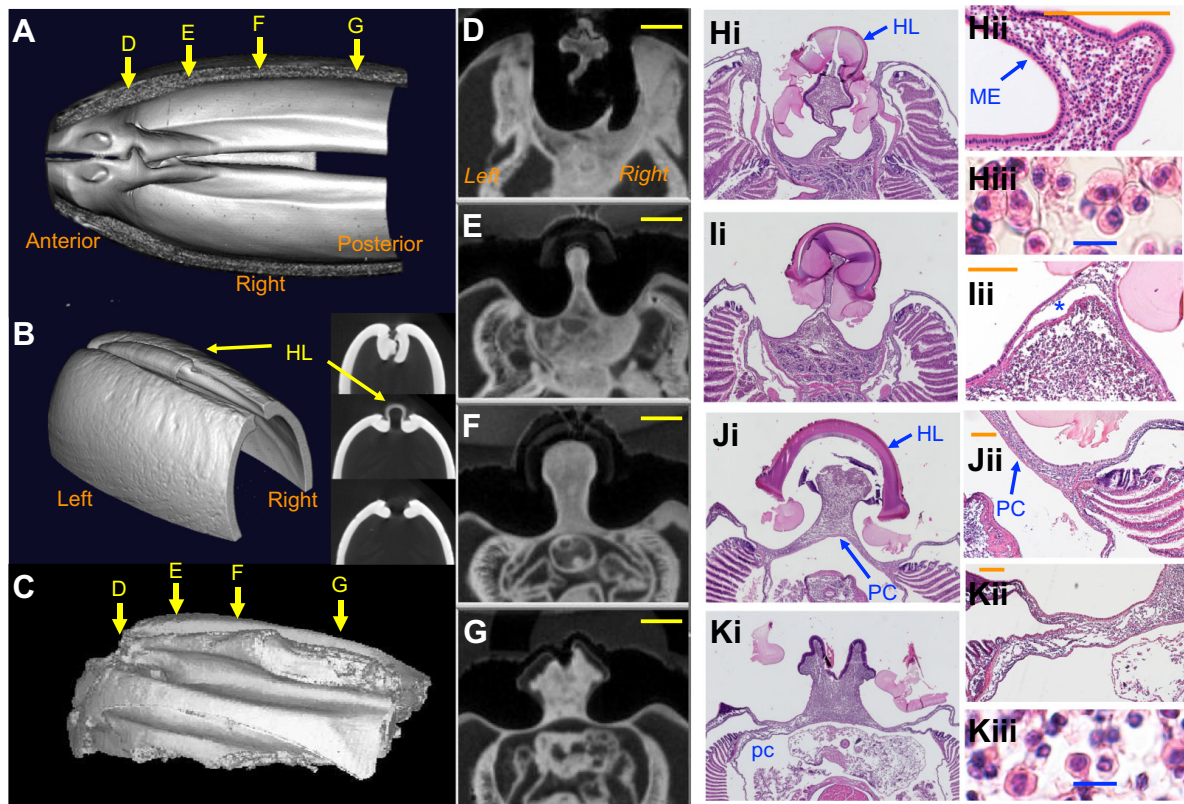 A
D
E
F
G
Anterior
Posterior
Right
B
HL
Left
Right
C
D
E
F
G
D
Left
Right
E
F
G
Hi
HL
Hii
ME
Hiii
Ii
Iii
*
Ji
HL
PC
Jii
PC
Ki
pc
Kii
Kiii